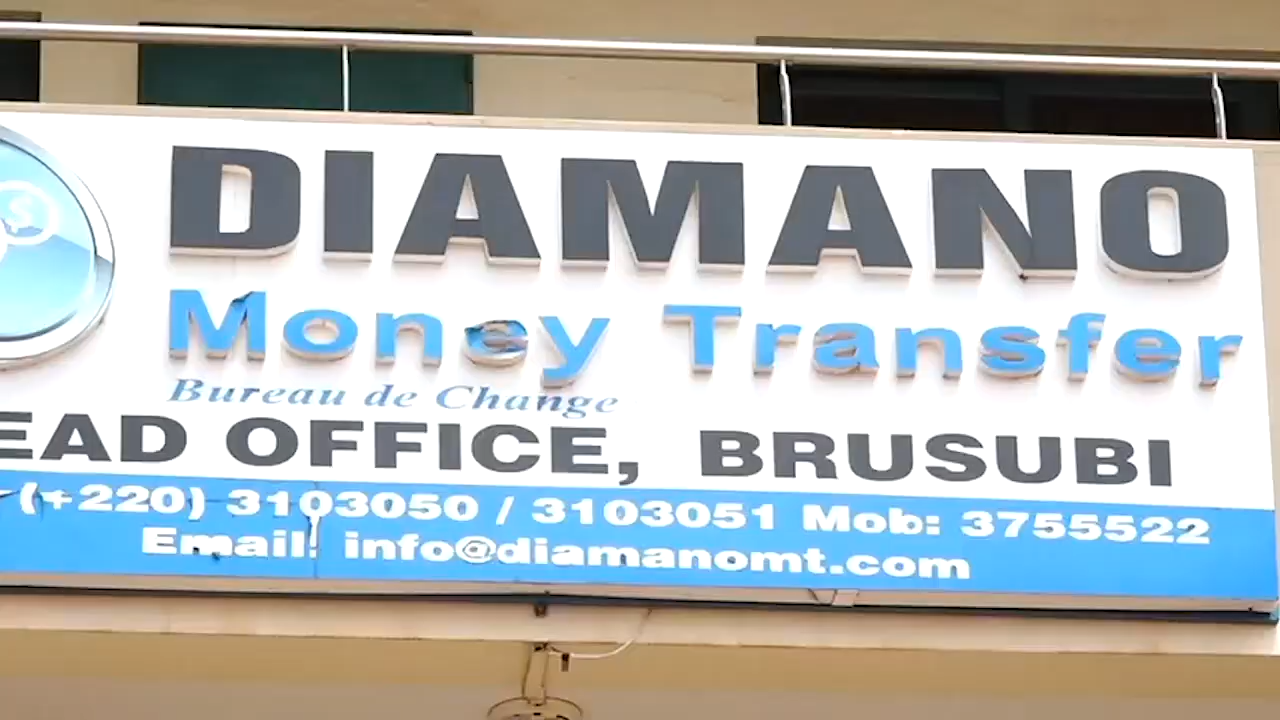 DIAMANO
Money Transfer
Bureau de Change
EAD OFFICE, BRUSUBI
(+220) 3103050 / 3103051 Mob: 3755522
Email: info@diamanomt.com